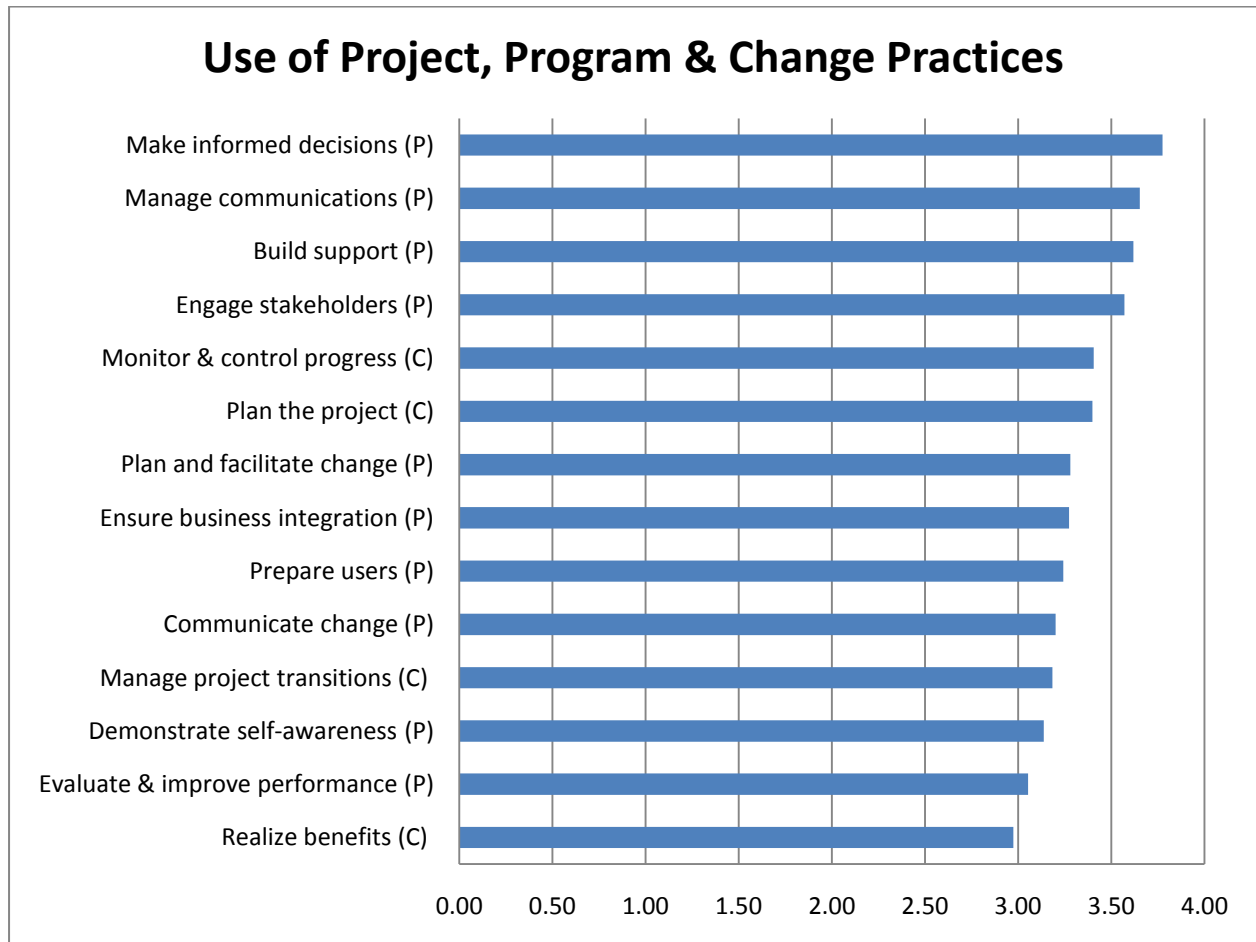 Use of Project, Program & Change Practices
Make informed decisions (P)
Manage communications (P)
Build support (P)
Engage stakeholders (P)
Monitor & control progress (C)
Plan the project (C)
Plan and facilitate change (P)
Ensure business integration (P)
Prepare users (P)
Communicate change (P)
Manage project transitions (C)
Demonstrate self-awareness (P)
Evaluate & improve performance (P)
Realize benefits (C)
0.00 0.50 1.00 1.50 2.00 2.50 3.00 3.50 4.00